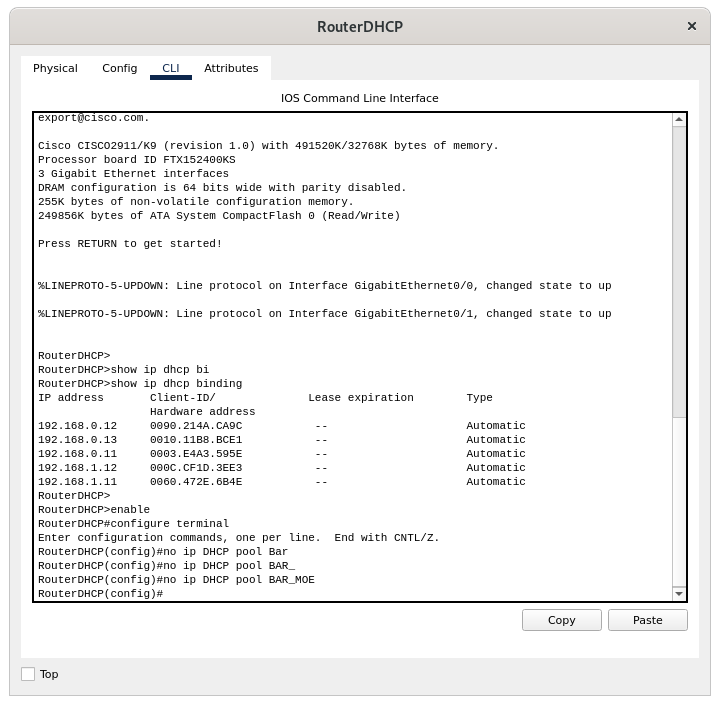 RouterDHCP
Physical Config CLI Attributes
IOS Command Line Interface
export@cisco.com.
Cisco CISCO2911/K9 (revision 1.0) with 491520K/32768K bytes of memory.
Processor board ID FTX152400KS
3 Gigabit Ethernet interfaces
DRAM configuration is 64 bits wide with parity disabled.
255K bytes of non-volatile configuration memory.
249856K bytes of ATA System CompactFlash 0 (Read/Write)
Press RETURN to get started!
%LINEPROTO-5-UPDOWN: Line protocol on Interface GigabitEthernet0/0, changed state to up
%LINEPROTO-5-UPDOWN: Line protocol on Interface GigabitEthernet0/1, changed state to up
RouterDHCP>
RouterDHCP>show ip dhcp bi
RouterDHCP>show ip dhcp binding
IP address Client-ID/ Lease expiration Type
Hardware address
192.168.0.12 0090.214A.CA9C -- Automatic
192.168.0.13 0010.11B8.BCE1 -- Automatic
192.168.0.11 0003.E4A3.595E -- Automatic
192.168.1.12 000C.CF1D.3EE3 -- Automatic
192.168.1.11 0060.472E.6B4E -- Automatic
RouterDHCP>
RouterDHCP>enable
RouterDHCP#configure terminal
Enter configuration commands, one per line. End with CNTL/Z.
RouterDHCP(config)#no ip DHCP pool Bar
RouterDHCP(config)#no ip DHCP pool BAR_
RouterDHCP(config)#no ip DHCP pool BAR_MOE
RouterDHCP(config)#
Copy Paste
Top